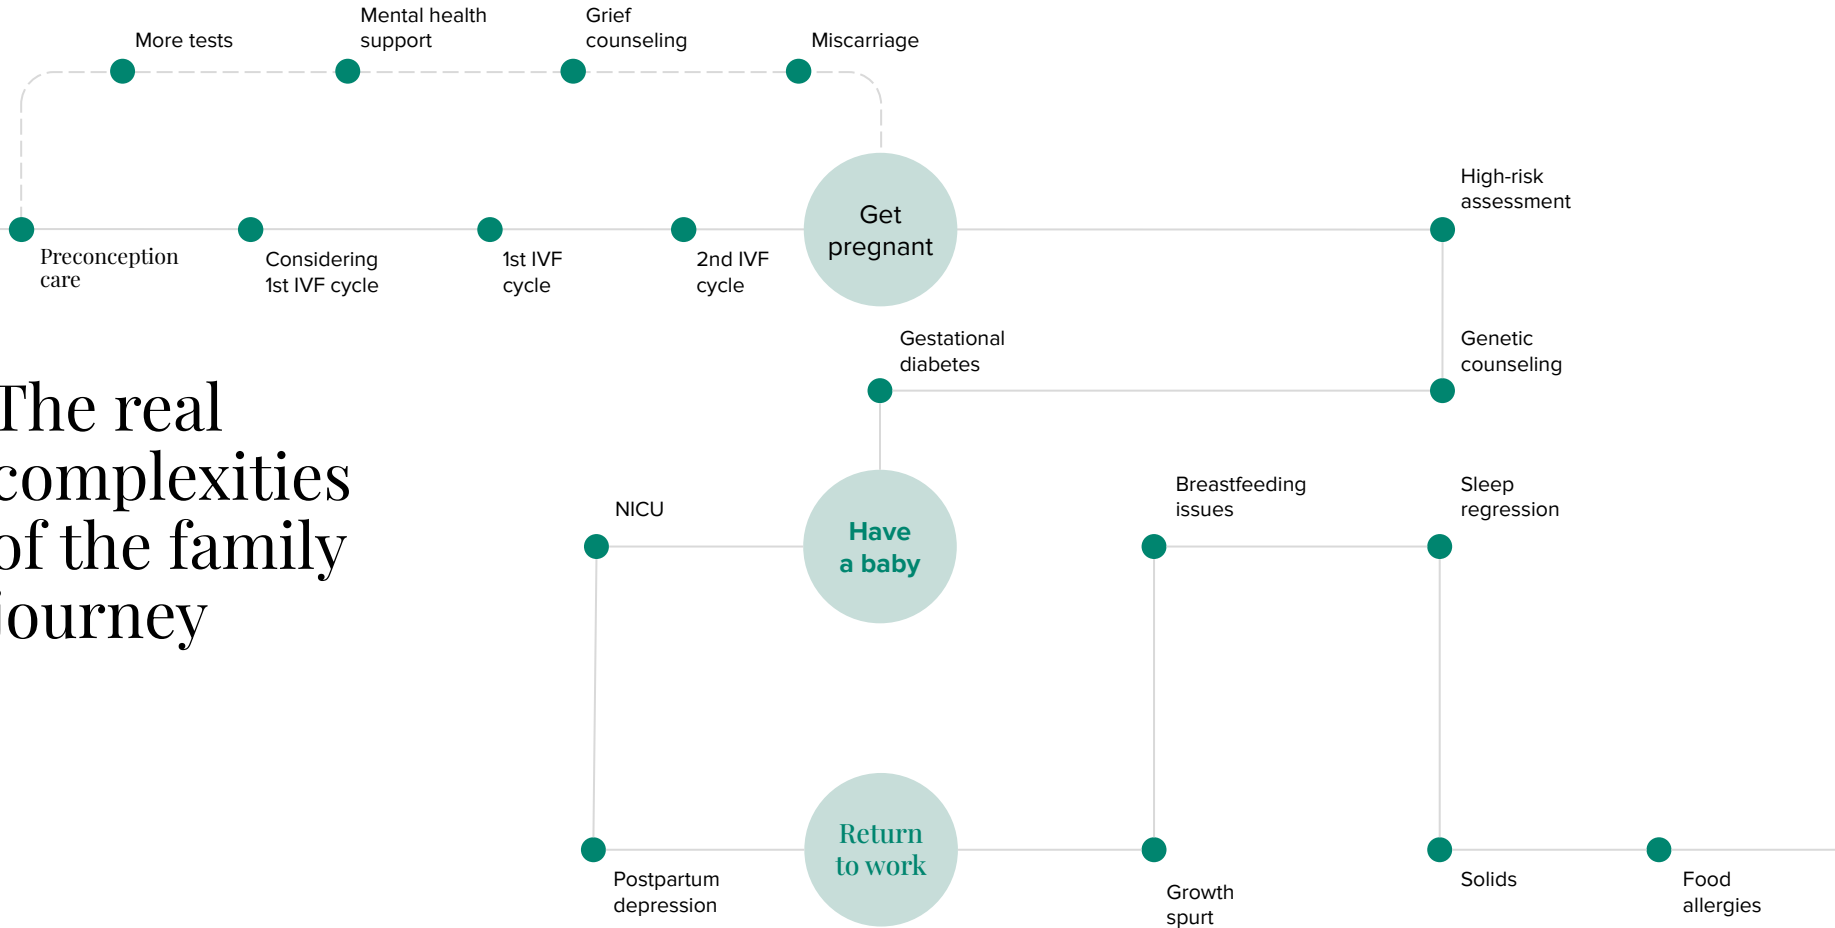 More tests
Mental health
support
Grief
counseling
Miscarriage
Preconception
care
Considering
1st IVF cycle
1st IVF
cycle
2nd IVF
cycle
Get
pregnant
High-risk
assessment
Genetic
counseling
Gestational
diabetes
The real
complexities
of the family
journey
Have
a baby
NICU
Breastfeeding
issues
Sleep
regression
Postpartum
depression
Return
to work
Growth
spurt
Solids
Food
allergies